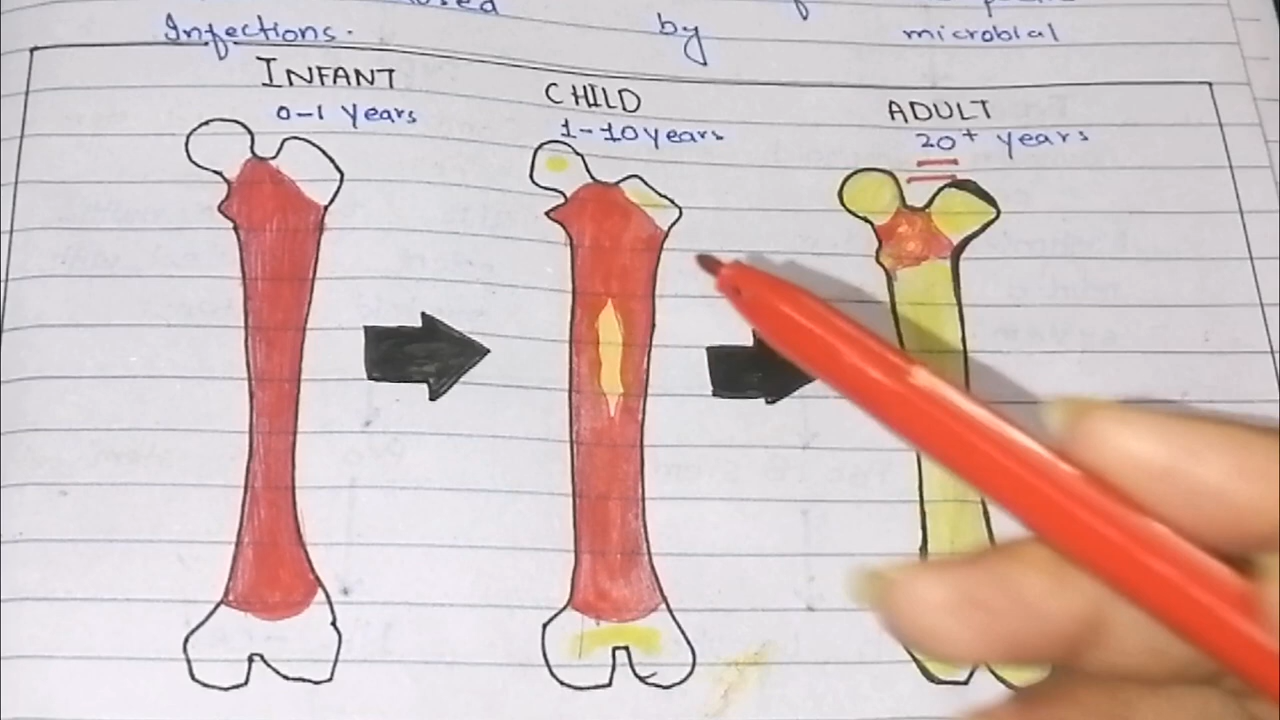 Infections. by microbial
INFANT
0-1 Years
CHILD
1-10 years
ADULT
20+ years